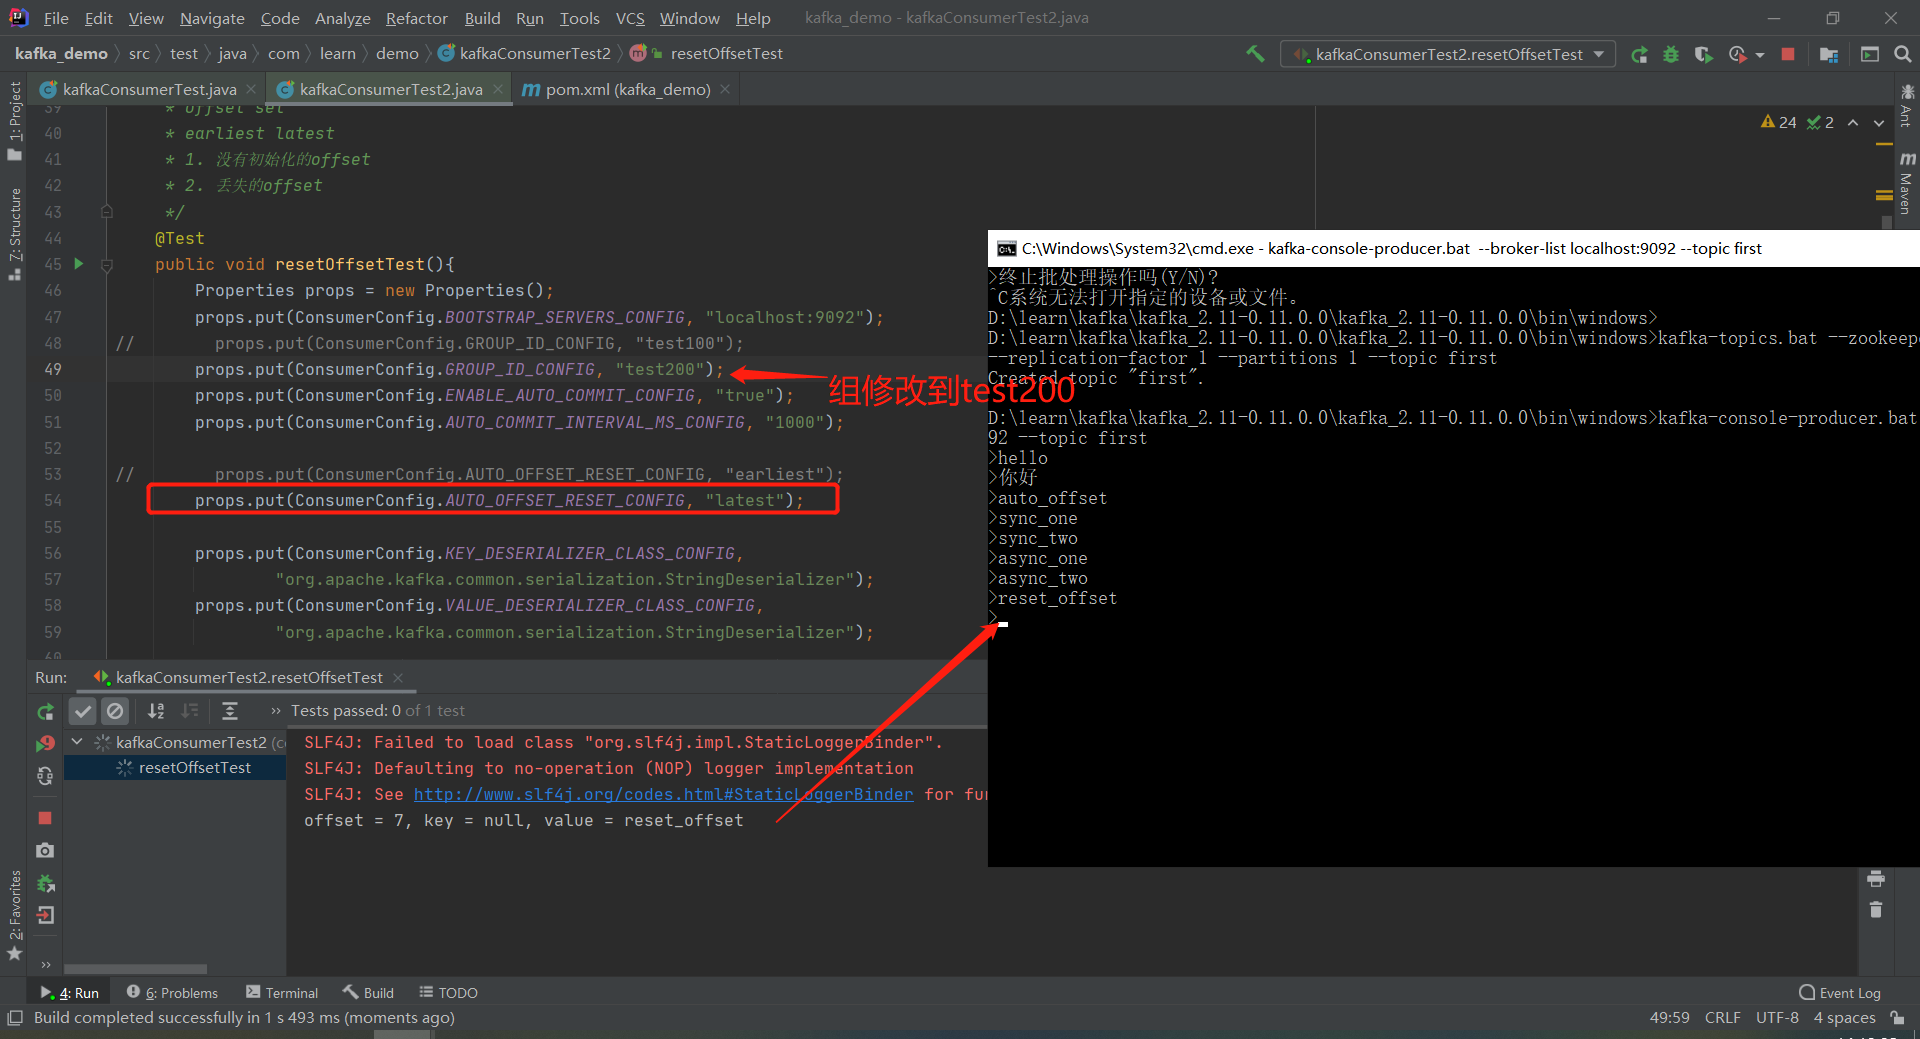 File Edit View Navigate Code Analyze Refactor Build Run Tools VCS Window Help kafka_demo - kafkaConsumerTest2.java
kafka_demo src test java com learn demo kafkaConsumerTest2 resetOffsetTest
kafkaConsumerTest2.resetOffsetTest
kafkaConsumerTest.java kafkaConsumerTest2.java pom.xml (kafka_demo)
1: Project
7: Structure
2: Favorites
Ant
Maven
24 2
39 * offset set
40 * earliest latest
41 * 1. 没有初始化的offset
42 * 2. 丢失的offset
43 */
44 @Test
45 public void resetOffsetTest(){
46 Properties props = new Properties();
47 props.put(ConsumerConfig.BOOTSTRAP_SERVERS_CONFIG, "localhost:9092");
48 // props.put(ConsumerConfig.GROUP_ID_CONFIG, "test100");
49 props.put(ConsumerConfig.GROUP_ID_CONFIG, "test200");
50 props.put(ConsumerConfig.ENABLE_AUTO_COMMIT_CONFIG, "true");
51 props.put(ConsumerConfig.AUTO_COMMIT_INTERVAL_MS_CONFIG, "1000");
52
53 // props.put(ConsumerConfig.AUTO_OFFSET_RESET_CONFIG, "earliest");
54 props.put(ConsumerConfig.AUTO_OFFSET_RESET_CONFIG, "latest");
55
56 props.put(ConsumerConfig.KEY_DESERIALIZER_CLASS_CONFIG,
57 "org.apache.kafka.common.serialization.StringDeserializer");
58 props.put(ConsumerConfig.VALUE_DESERIALIZER_CLASS_CONFIG,
59 "org.apache.kafka.common.serialization.StringDeserializer");
60
组修改到test200
C:\Windows\System32\cmd.exe - kafka-console-producer.bat --broker-list localhost:9092 --topic first
>终止批处理操作吗(Y/N)?
^C系统无法打开指定的设备或文件。
D:\learn\kafka\kafka_2.11-0.11.0.0\kafka_2.11-0.11.0.0\bin\windows>
D:\learn\kafka\kafka_2.11-0.11.0.0\kafka_2.11-0.11.0.0\bin\windows>kafka-topics.bat --zookeep
--replication-factor 1 --partitions 1 --topic first
Created topic "first".
D:\learn\kafka\kafka_2.11-0.11.0.0\kafka_2.11-0.11.0.0\bin\windows>kafka-console-producer.bat
92 --topic first
>hello
>你好
>auto_offset
>sync_one
>sync_two
>async_one
>async_two
>reset_offset
>
Run: kafkaConsumerTest2.resetOffsetTest
Tests passed: 0 of 1 test
kafkaConsumerTest2 (c
resetOffsetTest
SLF4J: Failed to load class "org.slf4j.impl.StaticLoggerBinder".
SLF4J: Defaulting to no-operation (NOP) logger implementation
SLF4J: See http://www.slf4j.org/codes.html#StaticLoggerBinder for fu
offset = 7, key = null, value = reset_offset
4: Run 6: Problems Terminal Build TODO Event Log
Build completed successfully in 1 s 493 ms (moments ago) 49:59 CRLF UTF-8 4 spaces